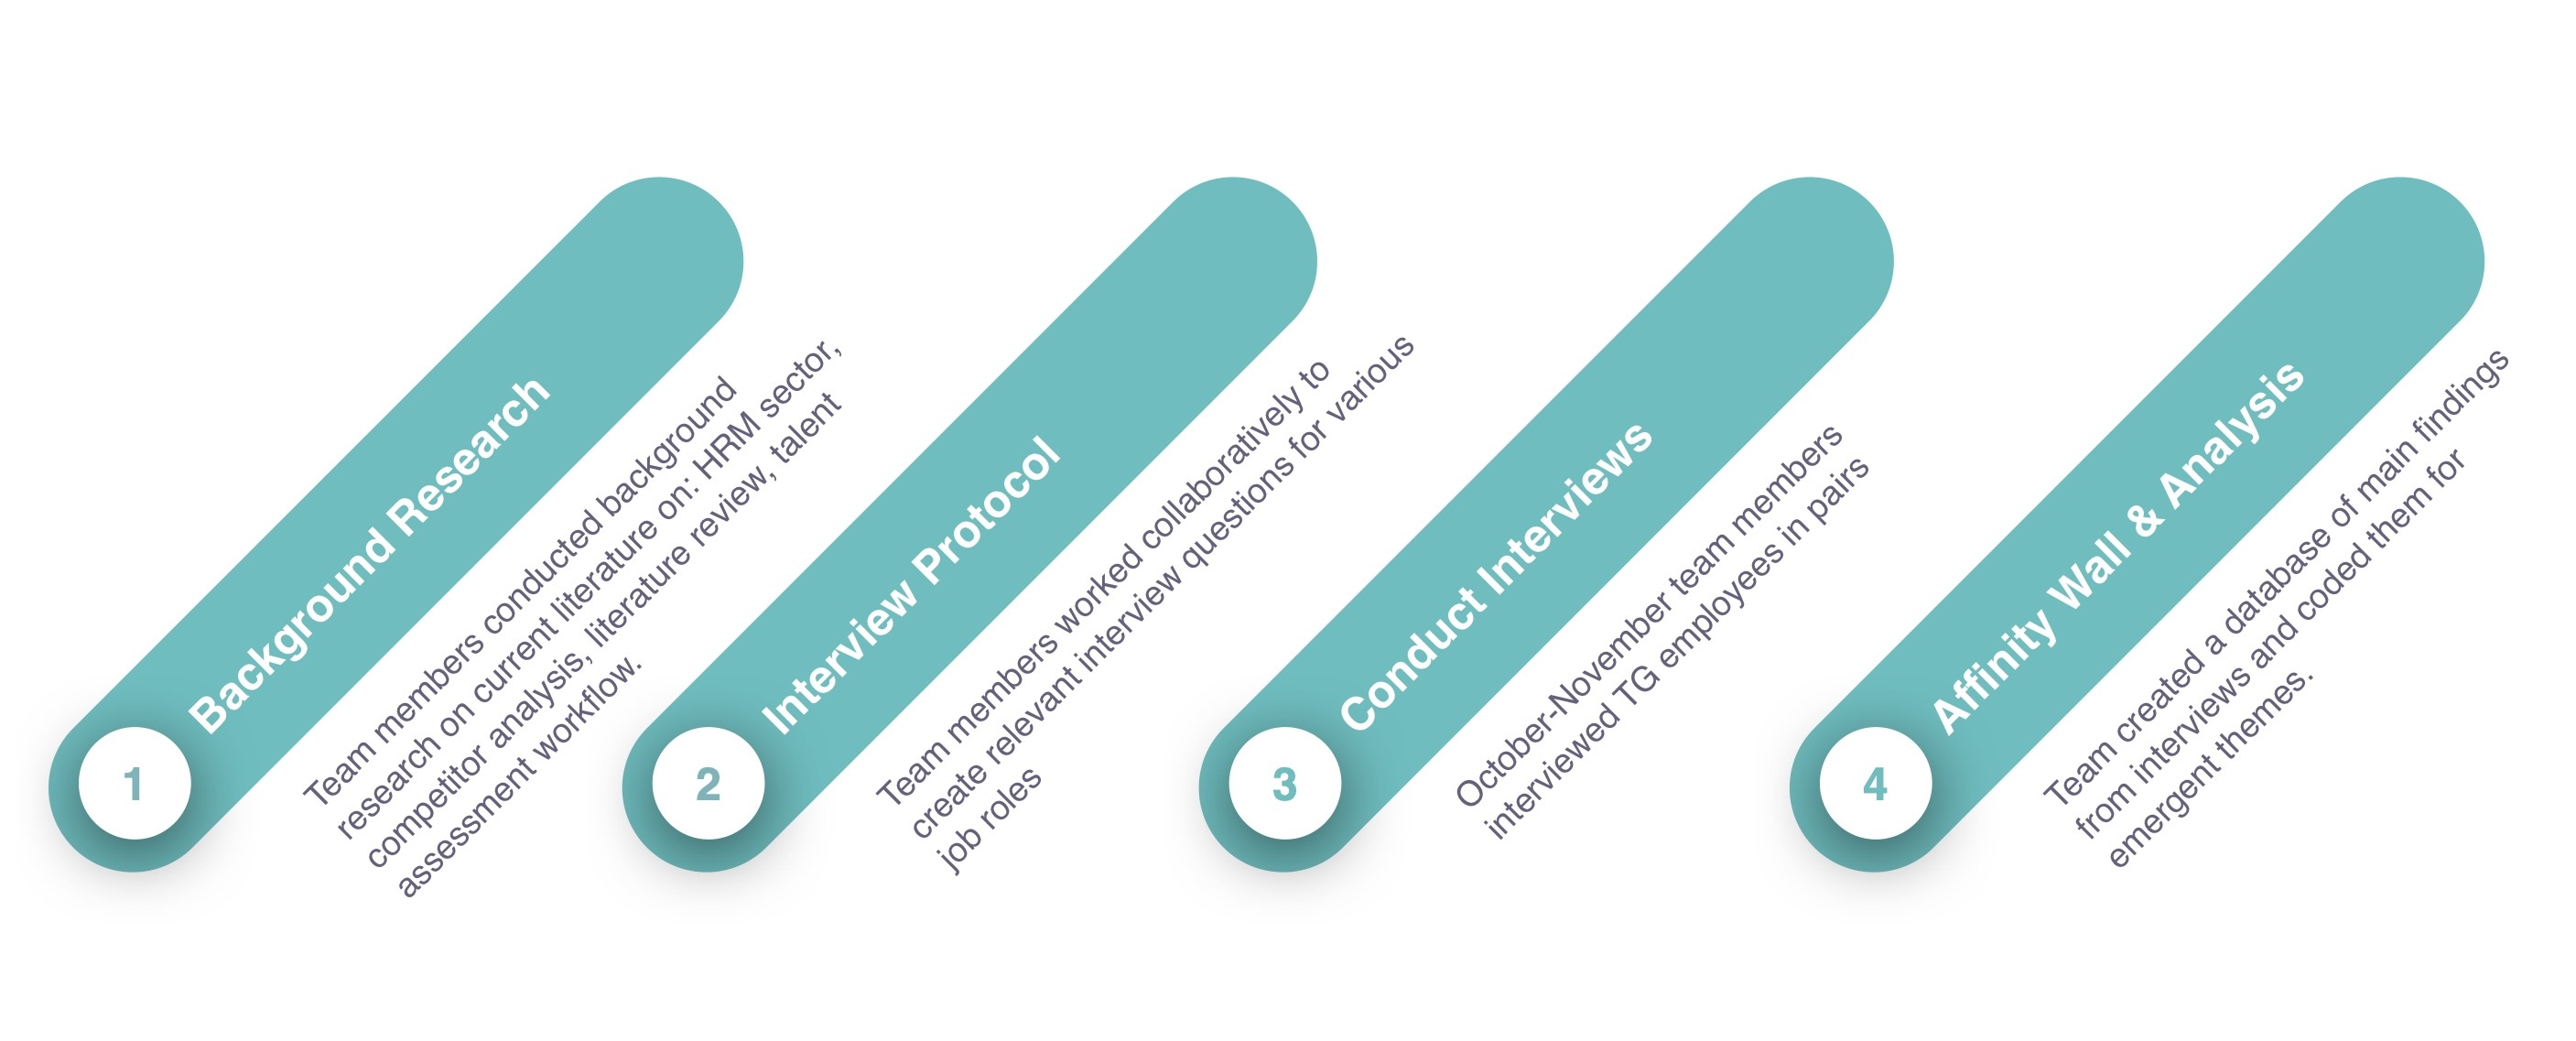 1
Background Research
Team members conducted background
research on current literature on: HRM sector,
competitor analysis, literature review, talent
assessment workflow.
2
Interview Protocol
Team members worked collaboratively to
create relevant interview questions for various
job roles
3
Conduct Interviews
October-November team members
interviewed TG employees in pairs
4
Affinity Wall & Analysis
Team created a database of main findings
from interviews and coded them for
emergent themes.